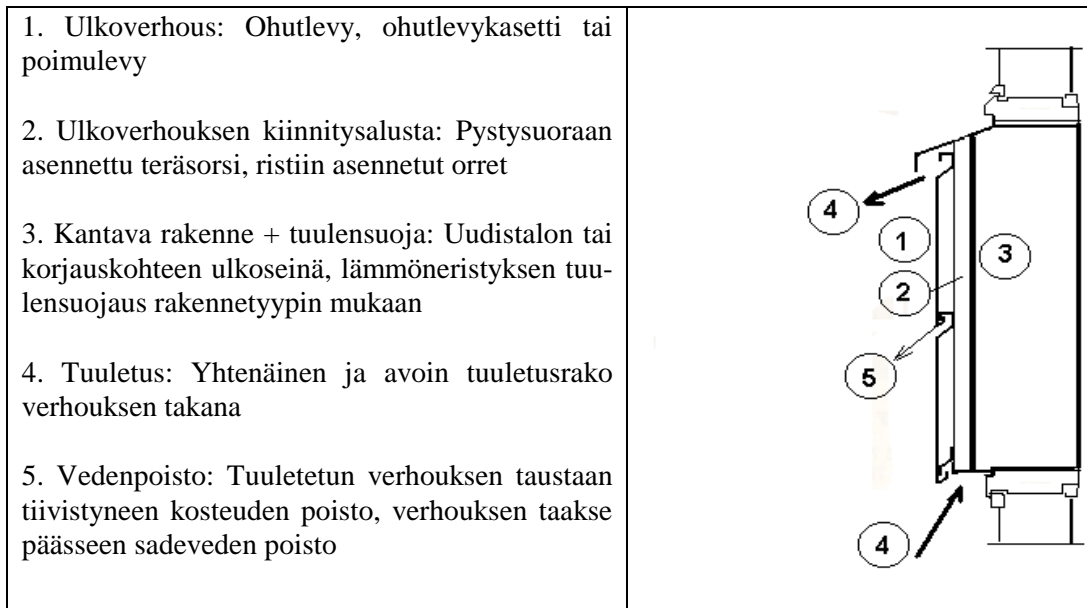 1. Ulkoverhous: Ohutlevy, ohutlevykasetti tai
poimulevy
2. Ulkoverhouksen kiinnitysalusta: Pystysuoraan
asennettu teräsorsi, ristiin asennetut orret
3. Kantava rakenne + tuulensuoja: Uudistalon tai
korjauskohteen ulkoseinä, lämmöneristyksen tuu-
lensuojaus rakennetyypin mukaan
4. Tuuletus: Yhtenäinen ja avoin tuuletusrako
verhouksen takana
5. Vedenpoisto: Tuuletetun verhouksen taustaan
tiivistyneen kosteuden poisto, verhouksen taakse
päässeen sadeveden poisto
4
1
3
2
5
4